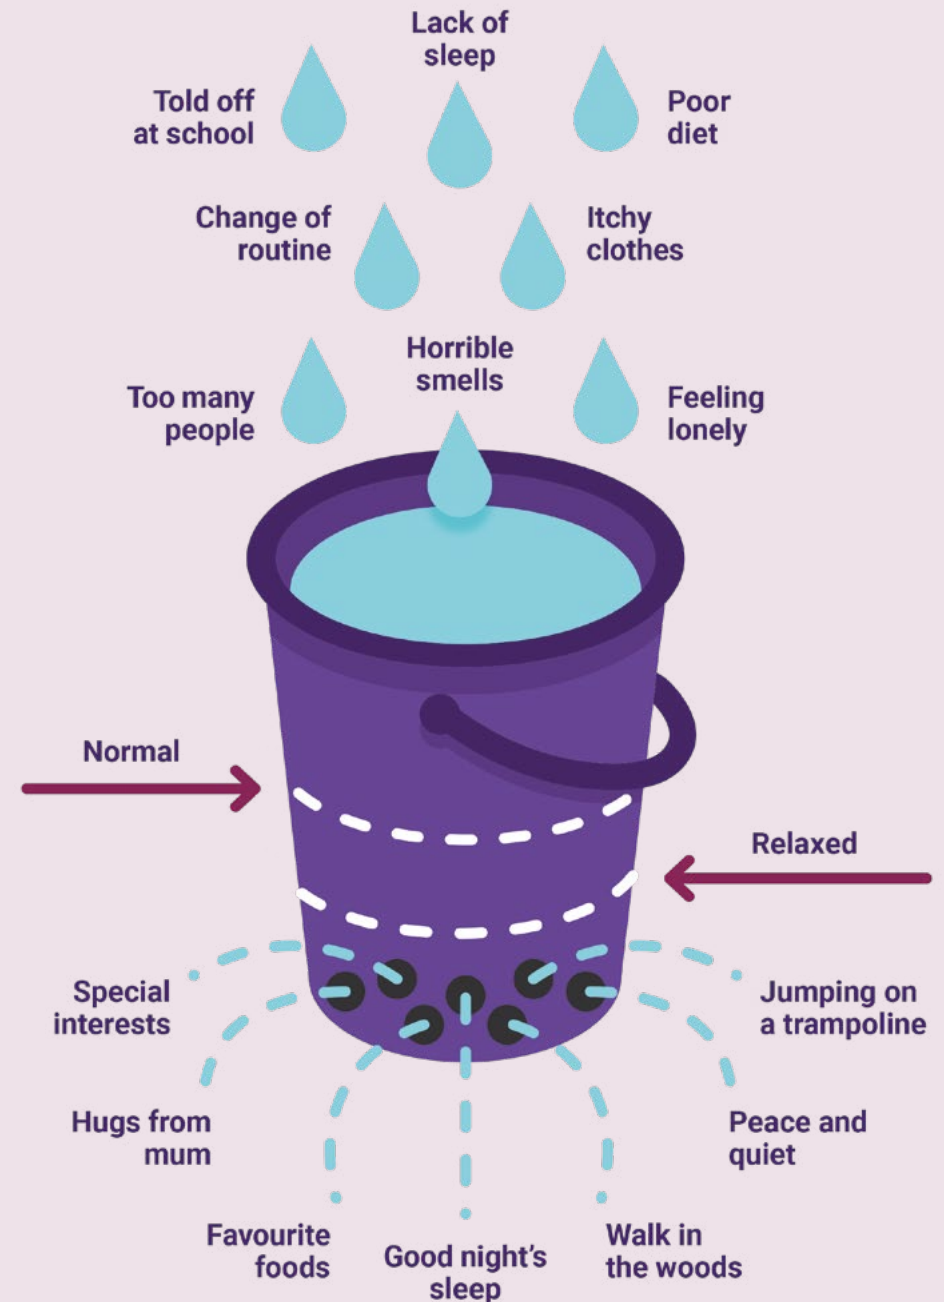 Lack of
sleep
Told off
at school
Poor
diet
Change of
routine
Itchy
clothes
Horrible
smells
Too many
people
Feeling
lonely
Normal
Relaxed
Special
interests
Jumping on
a trampoline
Hugs from
mum
Peace and
quiet
Favourite
foods
Good night's
sleep
Walk in
the woods